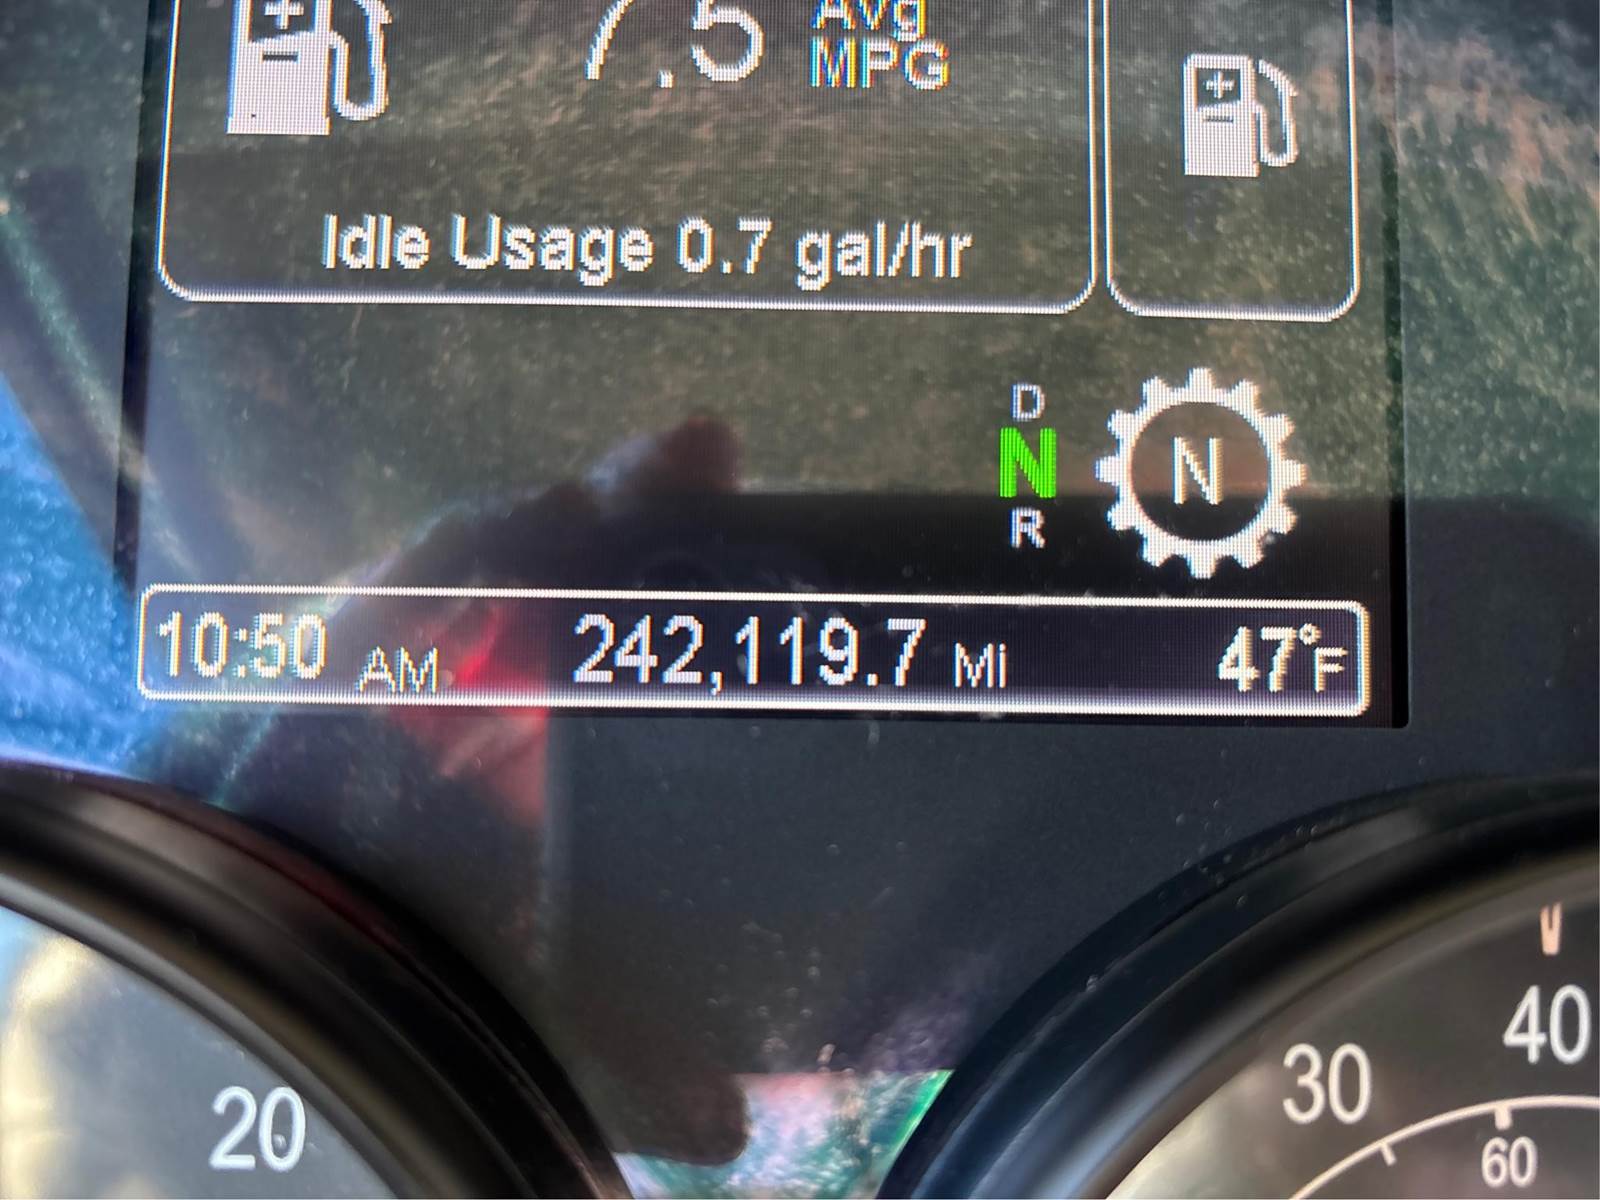 7.5 Avg
MPG
Idle Usage 0.7 gal/hr
D
N
N
R
10:50 AM 242,119.7 Mi 47°F
20
30
40
60